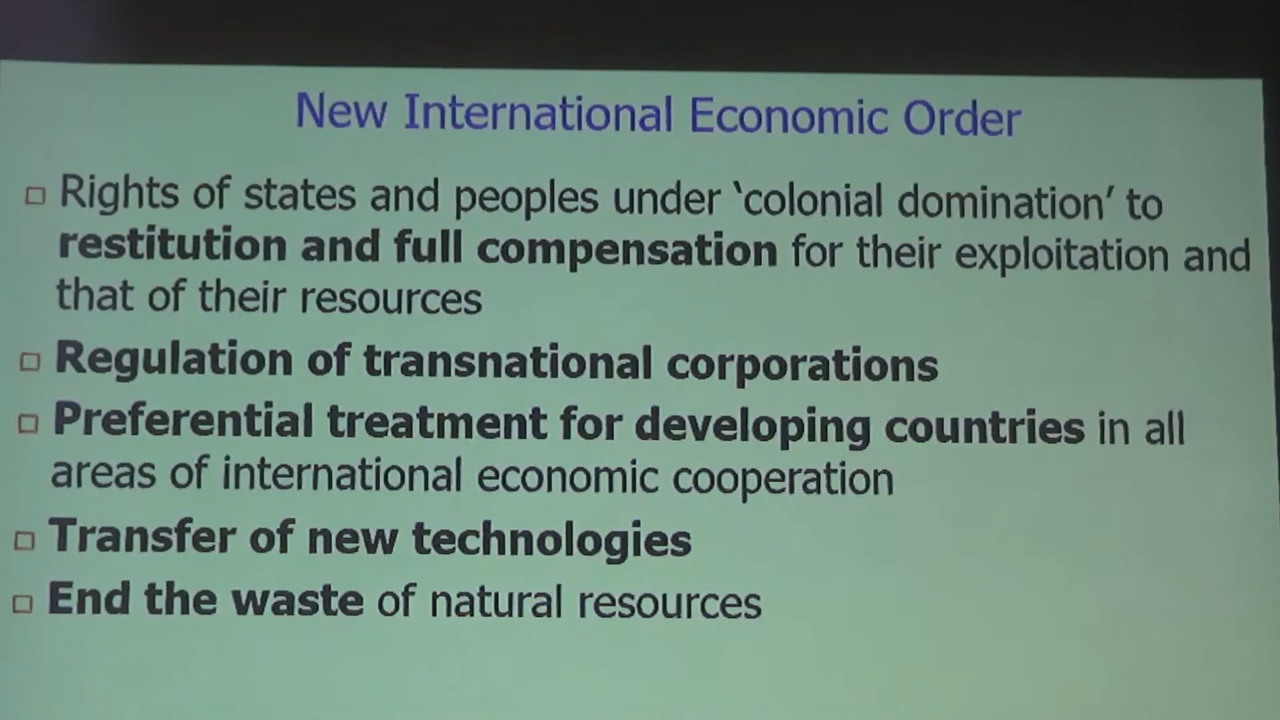 New International Economic Order
Rights of states and peoples under ‘colonial domination’ to
restitution and full compensation for their exploitation and
that of their resources
Regulation of transnational corporations
Preferential treatment for developing countries in all
areas of international economic cooperation
Transfer of new technologies
End the waste of natural resources